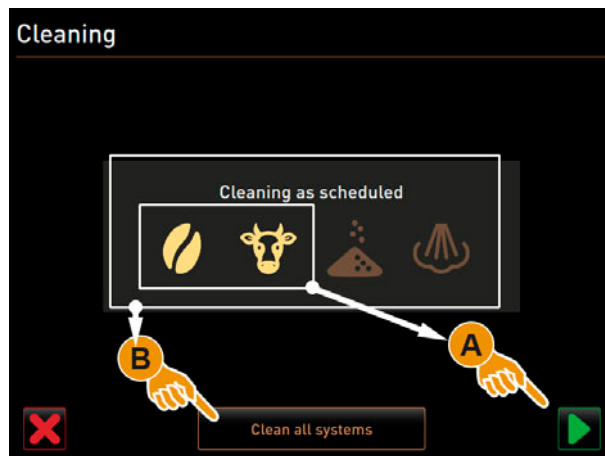 Cleaning
Cleaning as scheduled
A
B
Clean all systems